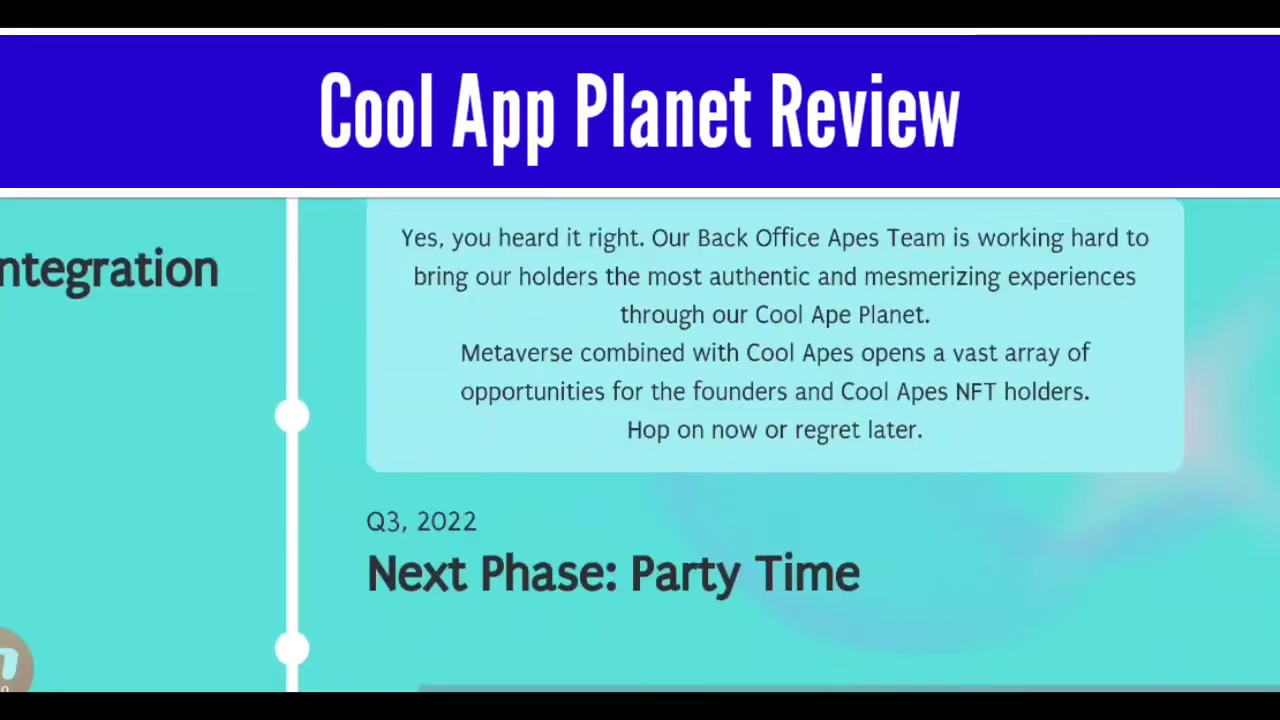 Cool App Planet Review
Yes, you heard it right. Our Back Office Apes Team is working hard to
ntegration
bring our holders the most authentic and mesmerizing experiences
through our Cool Ape Planet.
Metaverse combined with Cool Apes opens a vast array of
opportunities for the founders and Cool Apes NFT holders.
Hop on now or regret later.
Q3, 2022
Next Phase: Party Time